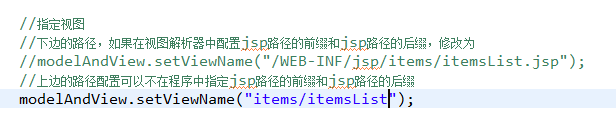 //指定视图
//下边的路径，如果在视图解析器中配置jsp路径的前缀和jsp路径的后缀，修改为
//modelAndView.setViewName("/WEB-INF/jsp/items/itemsList.jsp");
//上边的路径配置可以不在程序中指定jsp路径的前缀和jsp路径的后缀
modelAndView.setViewName("items/itemsList");